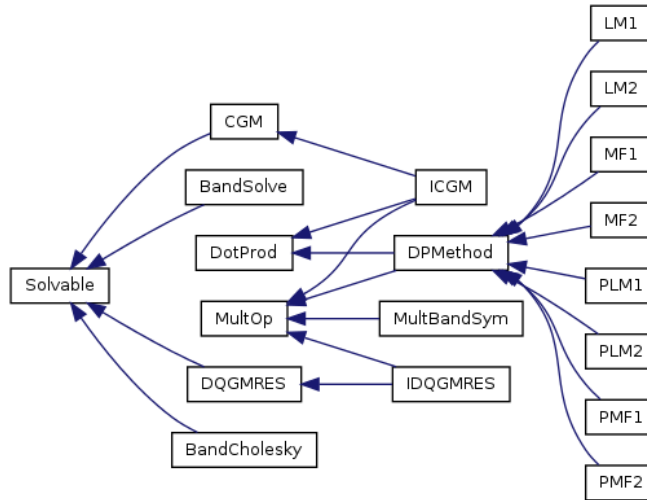 LM1
LM2
CGM
MF1
BandSolve
ICGM
MF2
DotProd
DPMethod
Solvable
PLM1
MultOp
MultBandSym
PLM2
DQGMRES
IDQGMRES
PMF1
BandCholesky
PMF2